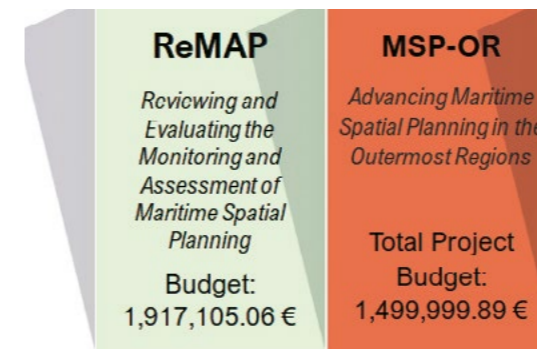 ReMAP
Reviewing and
Evaluating the
Monitoring and
Assessment of
Maritime Spatial
Planning
Budget:
1,917,105.06 €
MSP-OR
Advancing Maritime
Spatial Planning in the
Outermost Regions
Total Project
Budget:
1,499,999.89 €